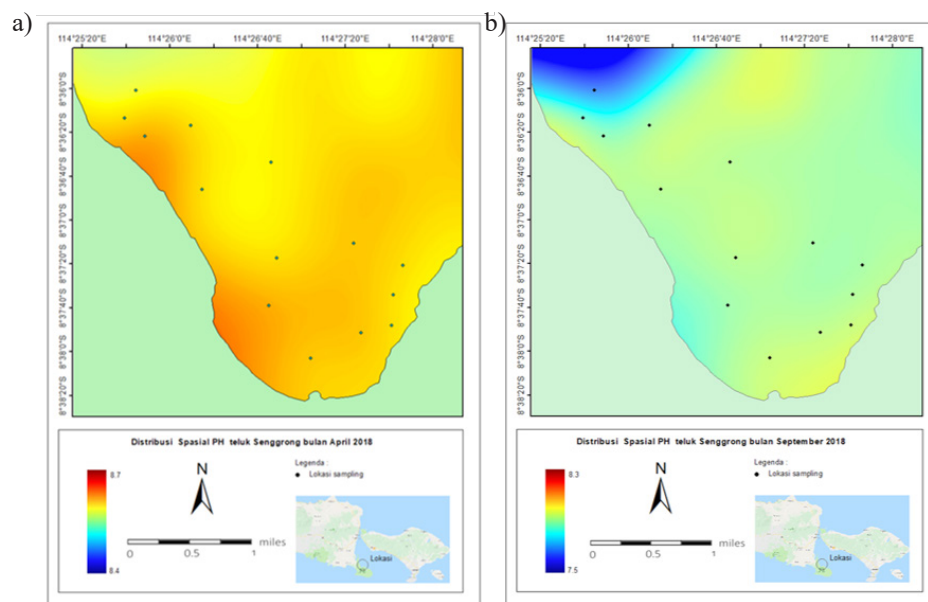 a)
114°25'20"E 114°26'0"E 114°26'40"E 114°27'20"E 114°28'0"E
8°36'0"S
8°36'20"S
8°36'40"S
8°37'0"S
8°37'20"S
8°37'40"S
8°38'0"S
8°38'20"S
Distribusi Spasial PH teluk Senggrong bulan April 2018
8.7
8.4
N
0 0.5 1 miles
Legenda :
Lokasi sampling
Lokasi
b)
114°25'20"E 114°26'0"E 114°26'40"E 114°27'20"E 114°28'0"E
8°36'0"S
8°36'20"S
8°36'40"S
8°37'0"S
8°37'20"S
8°37'40"S
8°38'0"S
8°38'20"S
Distribusi Spasial PH teluk Senggrong bulan September 2018
8.3
7.5
N
0 0.5 1 miles
Legenda :
Lokasi sampling
Lokasi